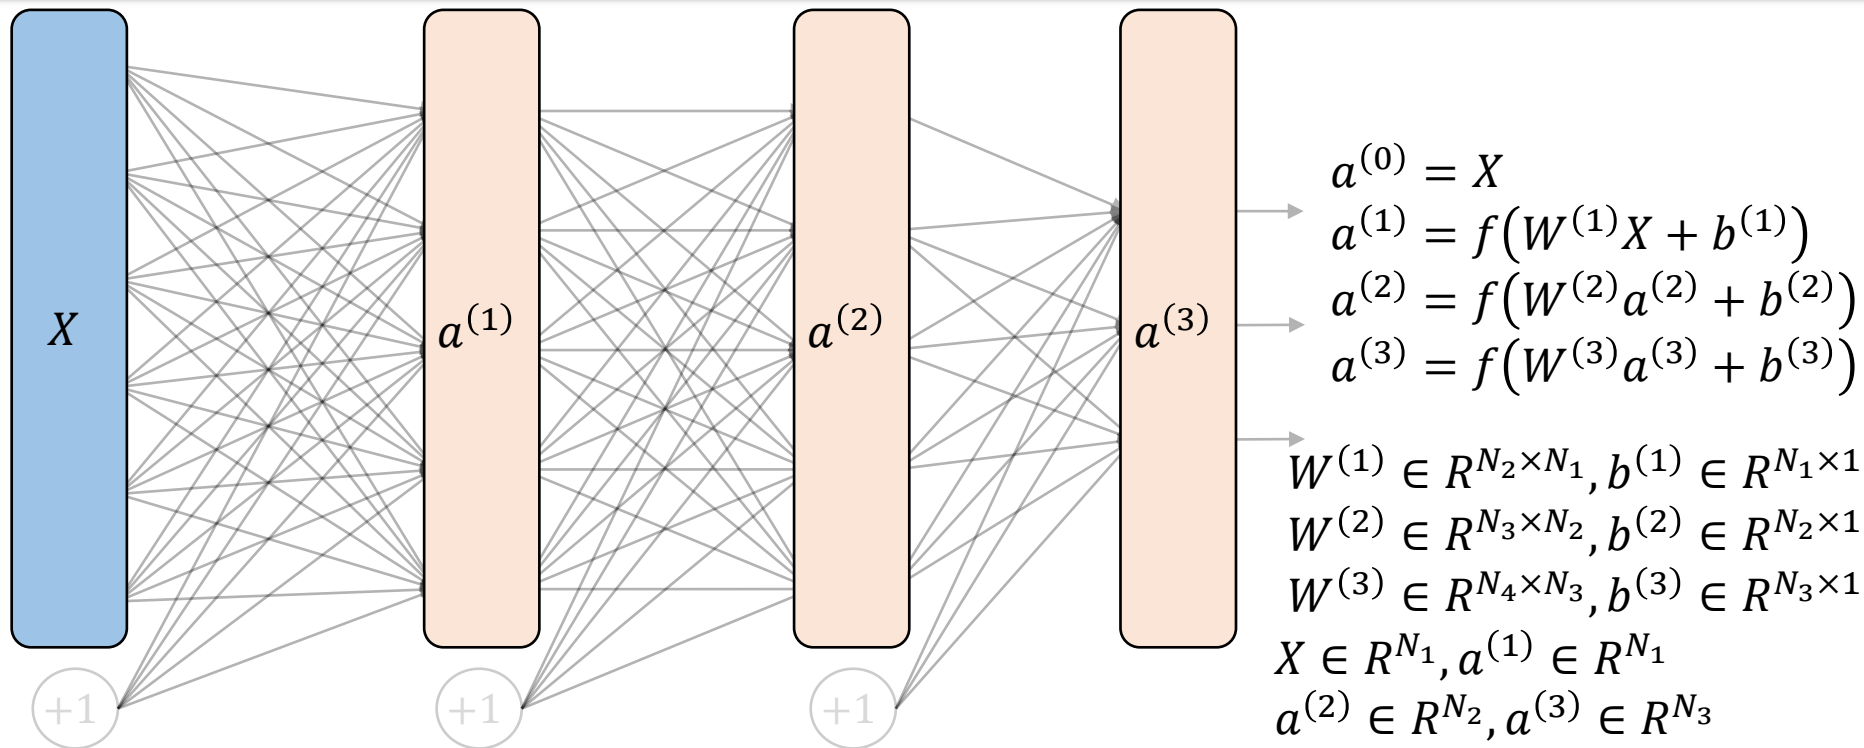 X
a^(1)
a^(2)
a^(3)
a^(0) = X
a^(1) = f(W^(1)X + b^(1))
a^(2) = f(W^(2)a^(2) + b^(2))
a^(3) = f(W^(3)a^(3) + b^(3))
W^(1) ∈ R^{N_2×N_1}, b^(1) ∈ R^{N_1×1}
W^(2) ∈ R^{N_3×N_2}, b^(2) ∈ R^{N_2×1}
W^(3) ∈ R^{N_4×N_3}, b^(3) ∈ R^{N_3×1}
X ∈ R^{N_1}, a^(1) ∈ R^{N_1}
a^(2) ∈ R^{N_2}, a^(3) ∈ R^{N_3}
+1
+1
+1